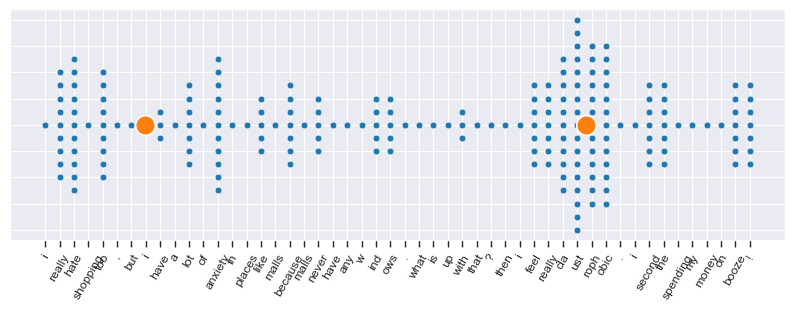 i really hate shopping too , but i have a lot of anxiety in places like malls because malls never have any w ind ows . what is up with that ? then i feel really cla ust roph obic . i second the spending my money on booze !